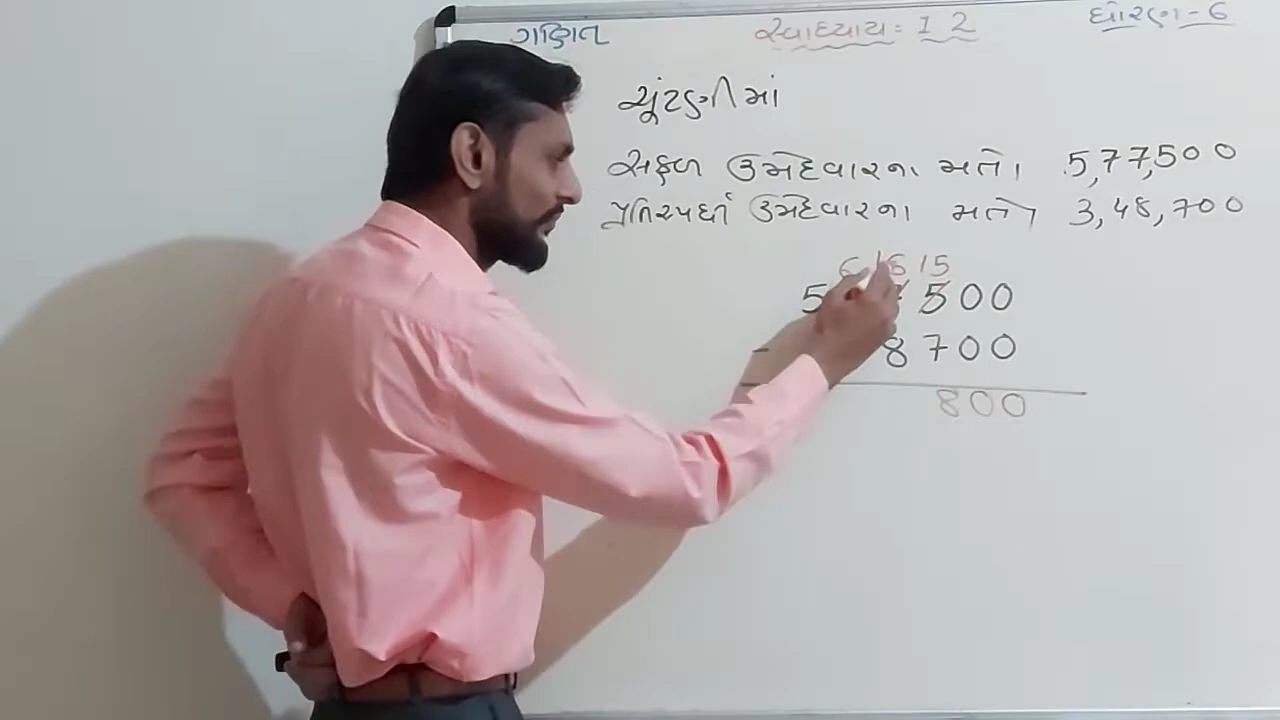 ગણિત સ્વાધ્યાય : 1 2 ધોરણ - 6
ચૂંટણીમાં
સફળ ઉમેદવારના મતો 5,77,500
પ્રતિસ્પર્ધી ઉમેદવારના મતો 3,48,700
6 16 15
5 500
- 8700
800